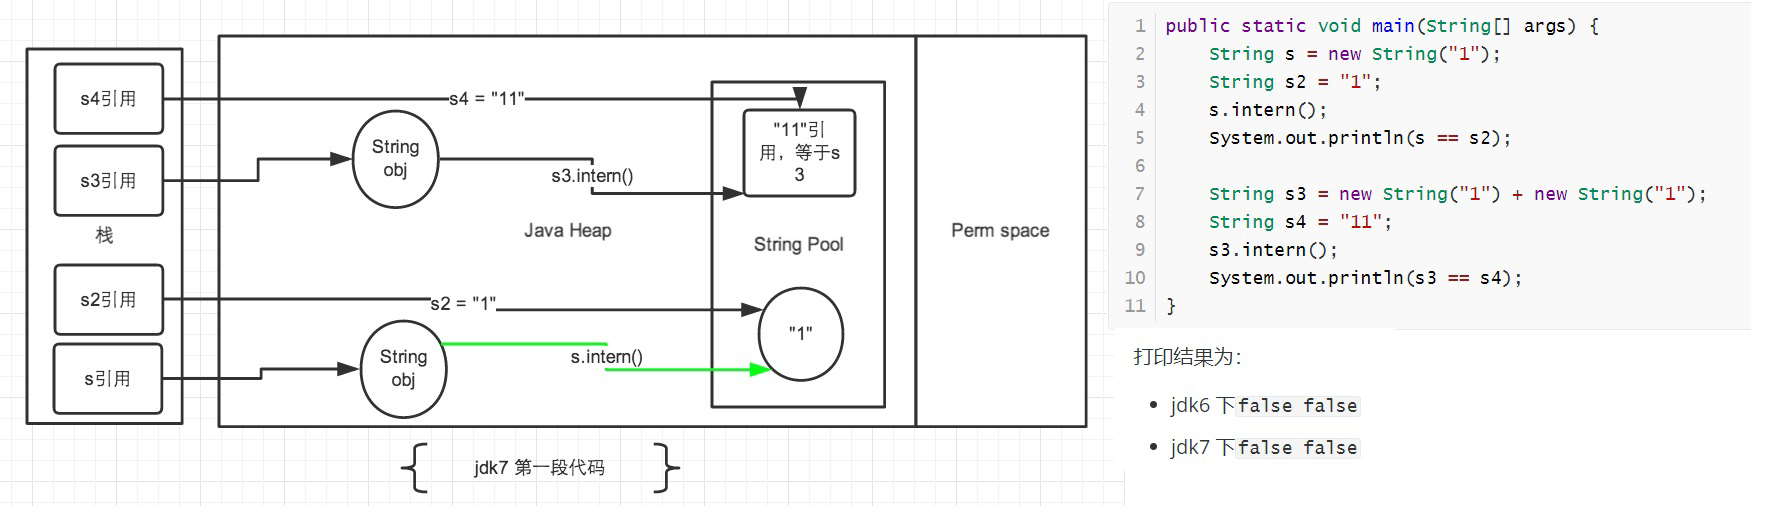 s4引用
s4 = "11"
s3引用
String
obj
s3.intern()
"11"引
用，等于s
3
栈
Java Heap
String Pool
Perm space
s2引用
s2 = "1"
"1"
s引用
String
obj
s.intern()
jdk7 第一段代码
1 public static void main(String[] args) {
2 String s = new String("1");
3 String s2 = "1";
4 s.intern();
5 System.out.println(s == s2);
6
7 String s3 = new String("1") + new String("1");
8 String s4 = "11";
9 s3.intern();
10 System.out.println(s3 == s4);
11 }
打印结果为：
• jdk6 下false false
• jdk7 下false false